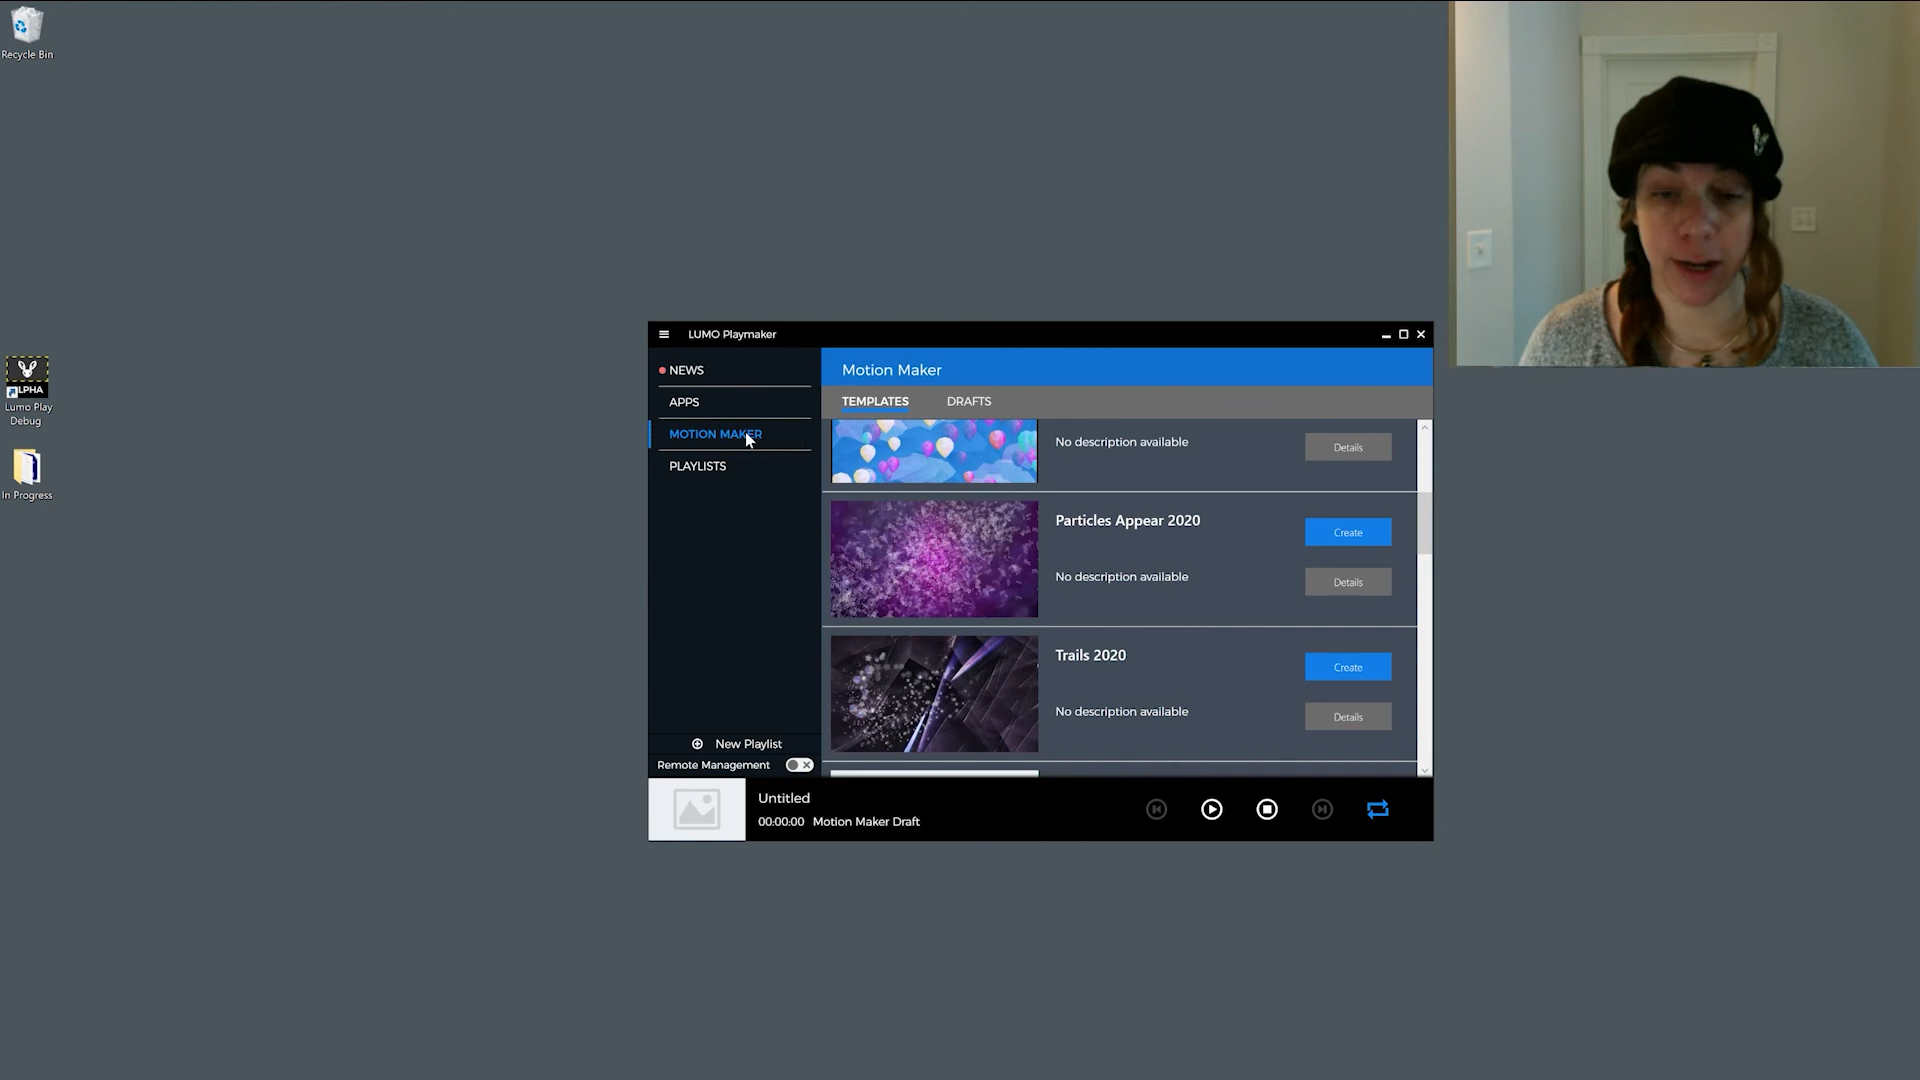 Recycle Bin
ALPHA
Lumo Play
Debug
In Progress
LUMO Playmaker
NEWS
APPS
MOTION MAKER
PLAYLISTS
New Playlist
Remote Management
Motion Maker
TEMPLATES
DRAFTS
No description available
Details
Particles Appear 2020
Create
No description available
Details
Trails 2020
Create
No description available
Details
Untitled
00:00:00 Motion Maker Draft